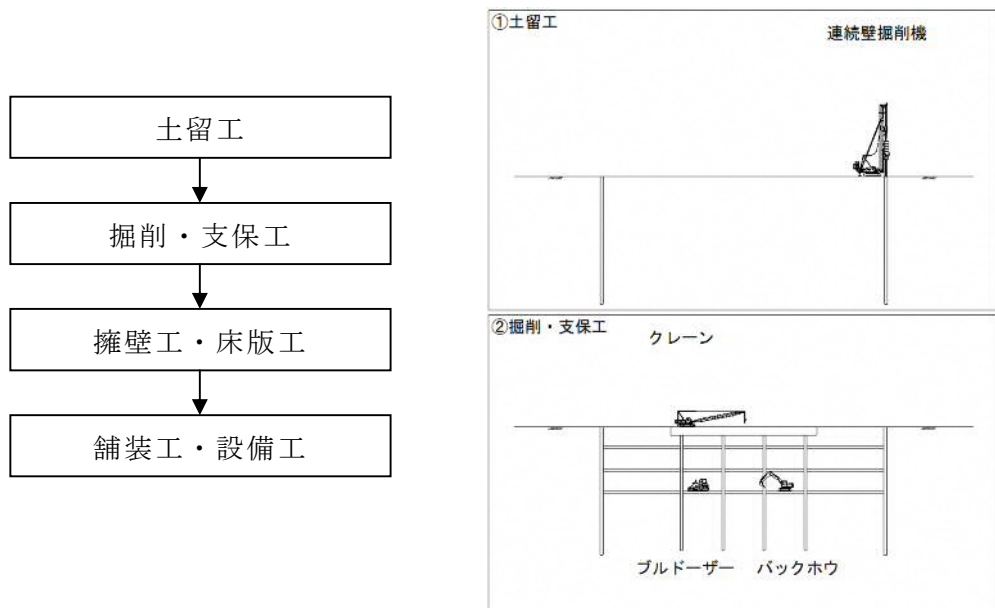 土留工
掘削・支保工
擁壁工・床版工
舗装工・設備工
①土留工
連続壁掘削機
②掘削・支保工
クレーン
ブルドーザー
バックホウ